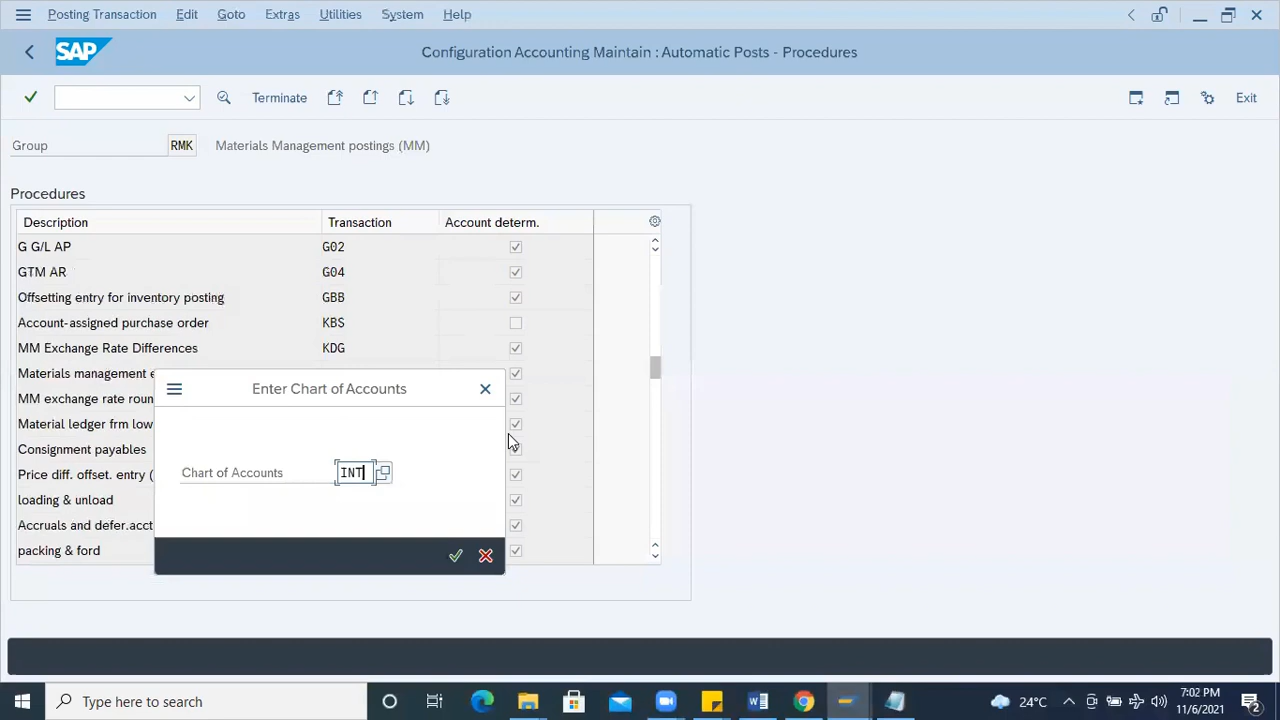 Posting Transaction Edit Goto Extras Utilities System Help
SAP Configuration Accounting Maintain : Automatic Posts - Procedures
Terminate Exit
Group RMK Materials Management postings (MM)
Procedures
Description Transaction Account determ.
G G/L AP G02
GTM AR G04
Offsetting entry for inventory posting GBB
Account-assigned purchase order KBS
MM Exchange Rate Differences KDG
Materials management e
Enter Chart of Accounts
MM exchange rate roun
Material ledger frm low
Consignment payables
Chart of Accounts INT
Price diff. offset. entry (
loading & unload
Accruals and defer.acct
packing & ford
Type here to search 24°C 7:02 PM
11/6/2021 2